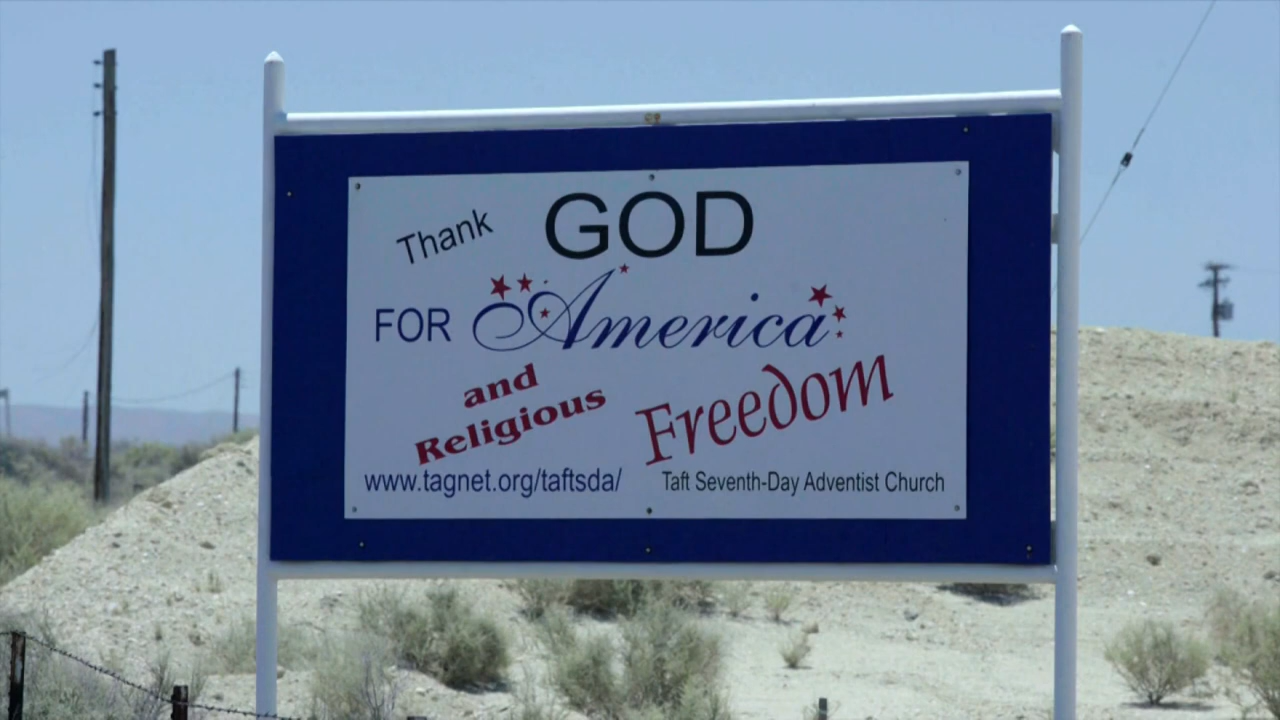 Thank GOD
FOR America
and
Religious Freedom
www.tagnet.org/taftsda/ Taft Seventh-Day Adventist Church